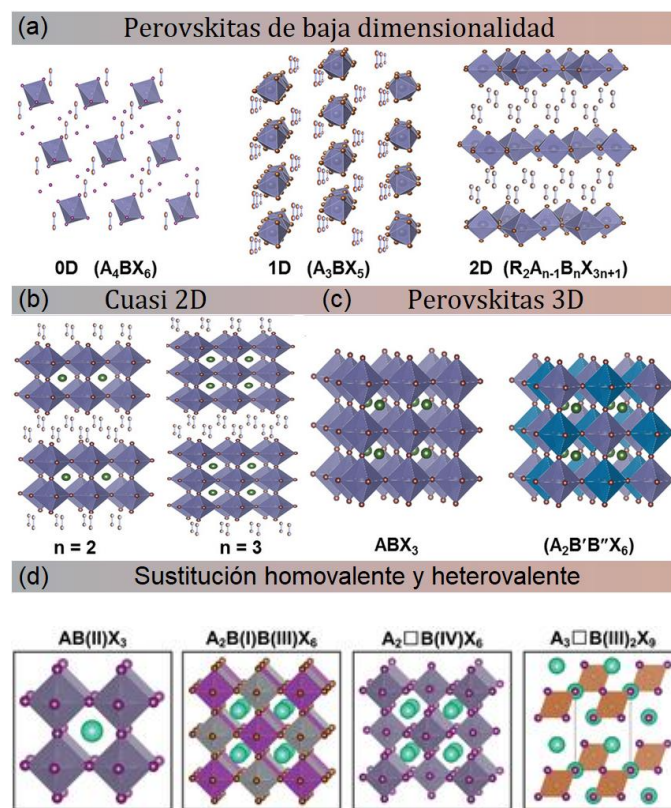 (a) Perovskitas de baja dimensionalidad
0D (A₄BX₆) 1D (A₃BX₅) 2D (R₂Aₙ₋₁BₙX₃ₙ₊₁)
(b) Cuasi 2D (c) Perovskitas 3D
n = 2 n = 3 ABX₃ (A₂B′B″X₆)
(d) Sustitución homovalente y heterovalente
AB(II)X₃ A₂B(I)B(III)X₆ A₂□B(IV)X₆ A₃□B(III)₂X₉